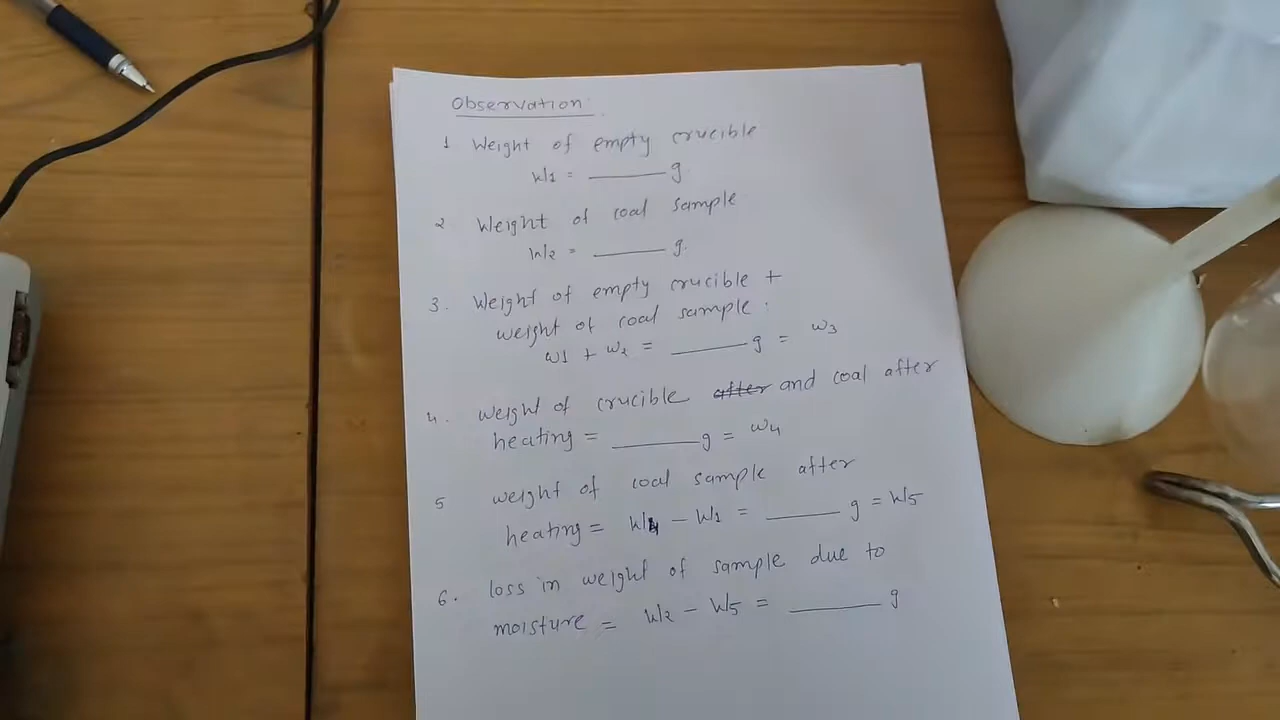 Observation:
1 Weight of empty crucible
W1 = ______ g.
2 Weight of coal sample
W2 = ______ g.
3. Weight of empty crucible +
weight of coal sample.
w1 + w2 = ______ g = w3
4. weight of crucible after and coal after
heating = ______ g = w4
5 weight of coal sample after
heating = W4 - W1 = ______ g = W5
6. loss in weight of sample due to
moisture = W2 - W5 = ______ g